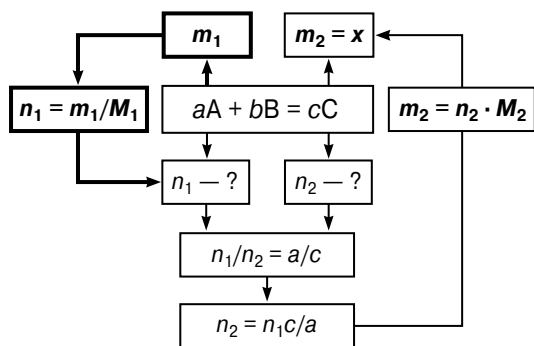 m₁
m₂ = x
n₁ = m₁/M₁
aA + bB = cC
m₂ = n₂ · M₂
n₁ — ?
n₂ — ?
n₁/n₂ = a/c
n₂ = n₁c/a